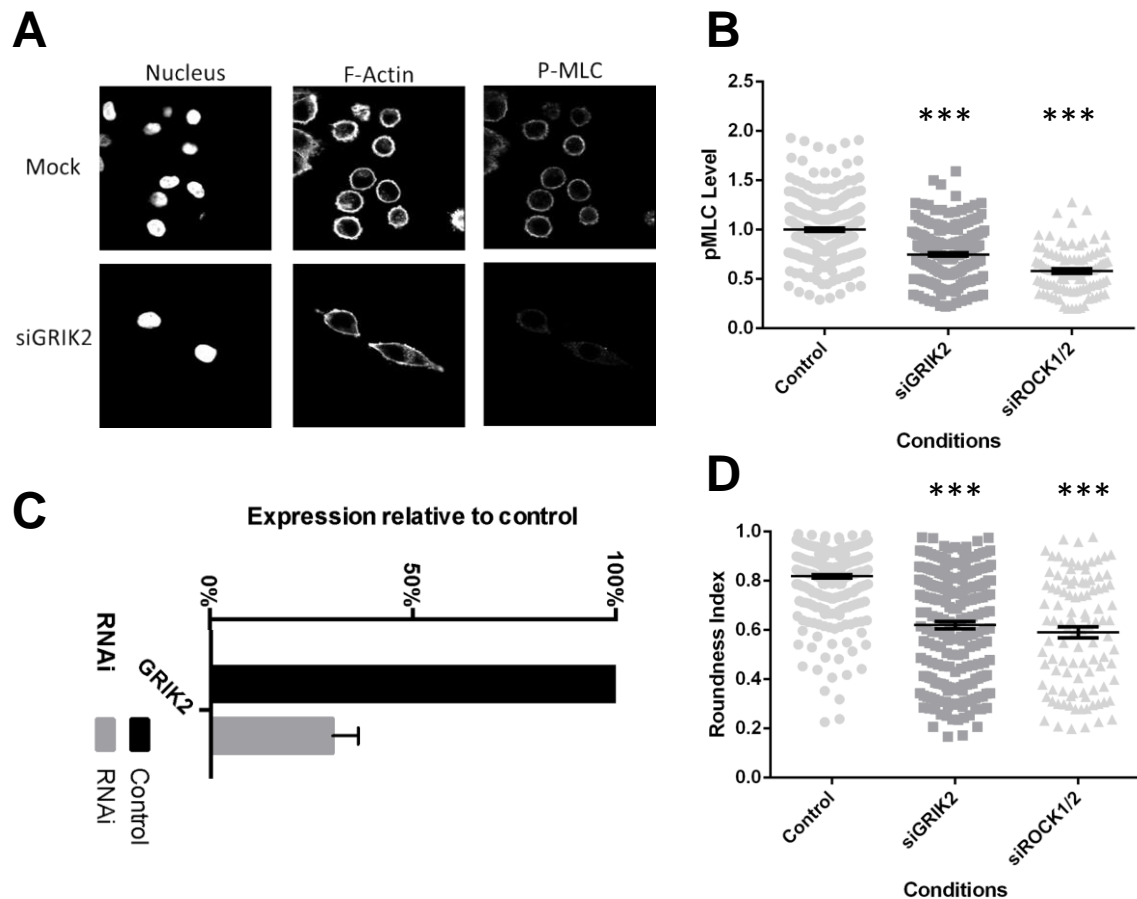 A
Nucleus F-Actin P-MLC
Mock
siGRIK2
B
2.5
2.0
1.5
1.0
0.5
0.0
pMLC Level
*** ***
Control siGRIK2 siROCK1/2
Conditions
C
Expression relative to control
0% 50% 100%
GRIK2
RNAi
Control
RNAi
D
1.0
0.8
0.6
0.4
0.2
0.0
Roundness Index
*** ***
Control siGRIK2 siROCK1/2
Conditions